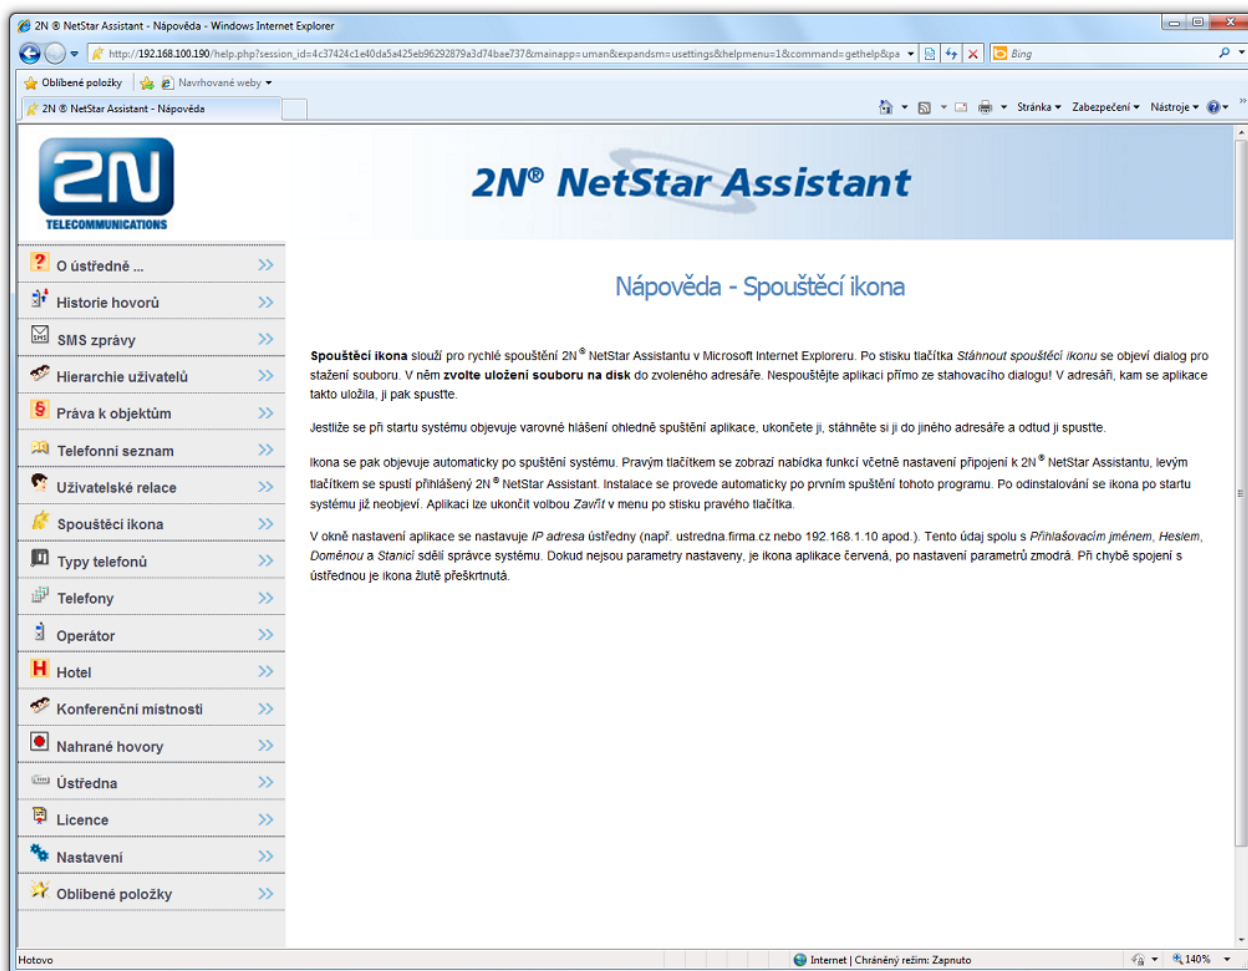 2N ® NetStar Assistant - Nápověda - Windows Internet Explorer
http://192.168.100.190/help.php?session_id=4c37424c1e40da5a425eb96292879a3d74bae737&mainapp=uman&expandsm=usettings&helpmenu=1&command=gethelp&pa
Bing
Oblíbené položky
Navrhované weby
2N ® NetStar Assistant - Nápověda
Stránka
Zabezpečení
Nástroje
2N
TELECOMMUNICATIONS
2N® NetStar Assistant
O ústředně ...
Historie hovorů
SMS zprávy
Hierarchie uživatelů
Práva k objektům
Telefonní seznam
Uživatelské relace
Spouštěcí ikona
Typy telefonů
Telefony
Operátor
Hotel
Konferenční místnosti
Nahrané hovory
Ústředna
Licence
Nastavení
Oblíbené položky
Nápověda - Spouštěcí ikona
Spouštěcí ikona slouží pro rychlé spouštění 2N ® NetStar Assistantu v Microsoft Internet Exploreru. Po stisku tlačítka Stáhnout spouštěcí ikonu se objeví dialog pro
stažení souboru. V něm zvolte uložení souboru na disk do zvoleného adresáře. Nespouštějte aplikaci přímo ze stahovacího dialogu! V adresáři, kam se aplikace
takto uložila, ji pak spusťte.
Jestliže se při startu systému objevuje varovné hlášení ohledně spuštění aplikace, ukončete ji, stáhněte si ji do jiného adresáře a odtud ji spusťte.
Ikona se pak objevuje automaticky po spuštění systému. Pravým tlačítkem se zobrazí nabídka funkcí včetně nastavení připojení k 2N ® NetStar Assistantu, levým
tlačítkem se spustí přihlášený 2N ® NetStar Assistant. Instalace se provede automaticky po prvním spuštění tohoto programu. Po odinstalování se ikona po startu
systému již neobjeví. Aplikaci lze ukončit volbou Zavřít v menu po stisku pravého tlačítka.
V okně nastavení aplikace se nastavuje IP adresa ústředny (např. ustredna.firma.cz nebo 192.168.1.10 apod.). Tento údaj spolu s Přihlašovacím jménem, Heslem,
Doménou a Stanicí sdělí správce systému. Dokud nejsou parametry nastaveny, je ikona aplikace červená, po nastavení parametrů zmodrá. Při chybě spojení s
ústřednou je ikona žlutě přeškrtnutá.
Hotovo
Internet | Chráněný režim: Zapnuto
140%